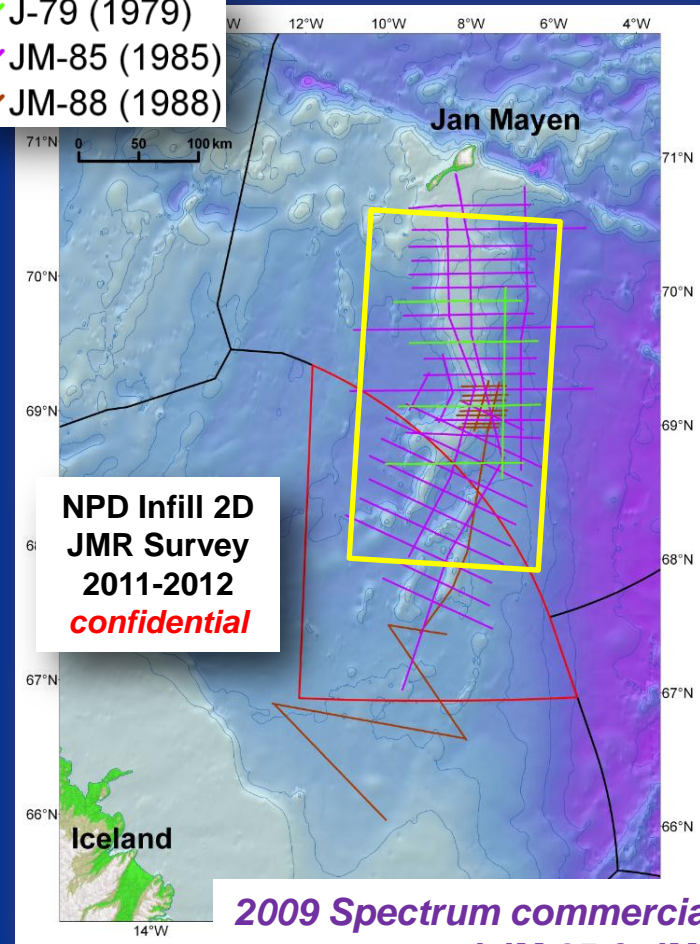 J-79 (1979)
JM-85 (1985)
JM-88 (1988)
W 12°W 10°W 8°W 6°W 4°W
Jan Mayen
0 50 100 km
71°N 71°N
70°N 70°N
69°N 69°N
NPD Infill 2D
JMR Survey
2011-2012
confidential
68 68°N
67°N 67°N
66°N 66°N
Iceland
14°W
2009 Spectrum commercia